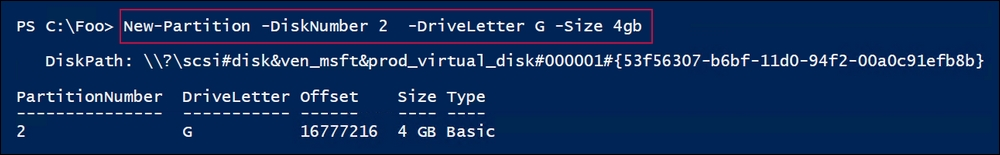 PS C:\Foo> New-Partition -DiskNumber 2  -DriveLetter G -Size 4gb
DiskPath: \\?\scsi#disk&ven_msft&prod_virtual_disk#000001#{53f56307-b6bf-11d0-94f2-00a0c91efb8b}
PartitionNumber  DriveLetter Offset    Size Type
---------------  ----------- ------    ---- ----
2                G           16777216  4 GB Basic